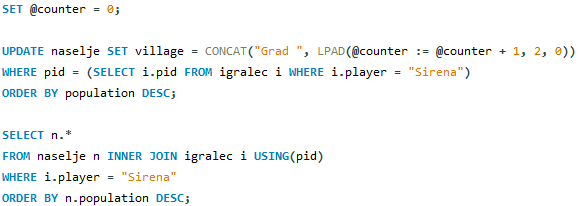 SET @counter = 0;
UPDATE naselje SET village = CONCAT("Grad ", LPAD(@counter := @counter + 1, 2, 0))
WHERE pid = (SELECT i.pid FROM igralec i WHERE i.player = "Sirena")
ORDER BY population DESC;
SELECT n.*
FROM naselje n INNER JOIN igralec i USING(pid)
WHERE i.player = "Sirena"
ORDER BY n.population DESC;